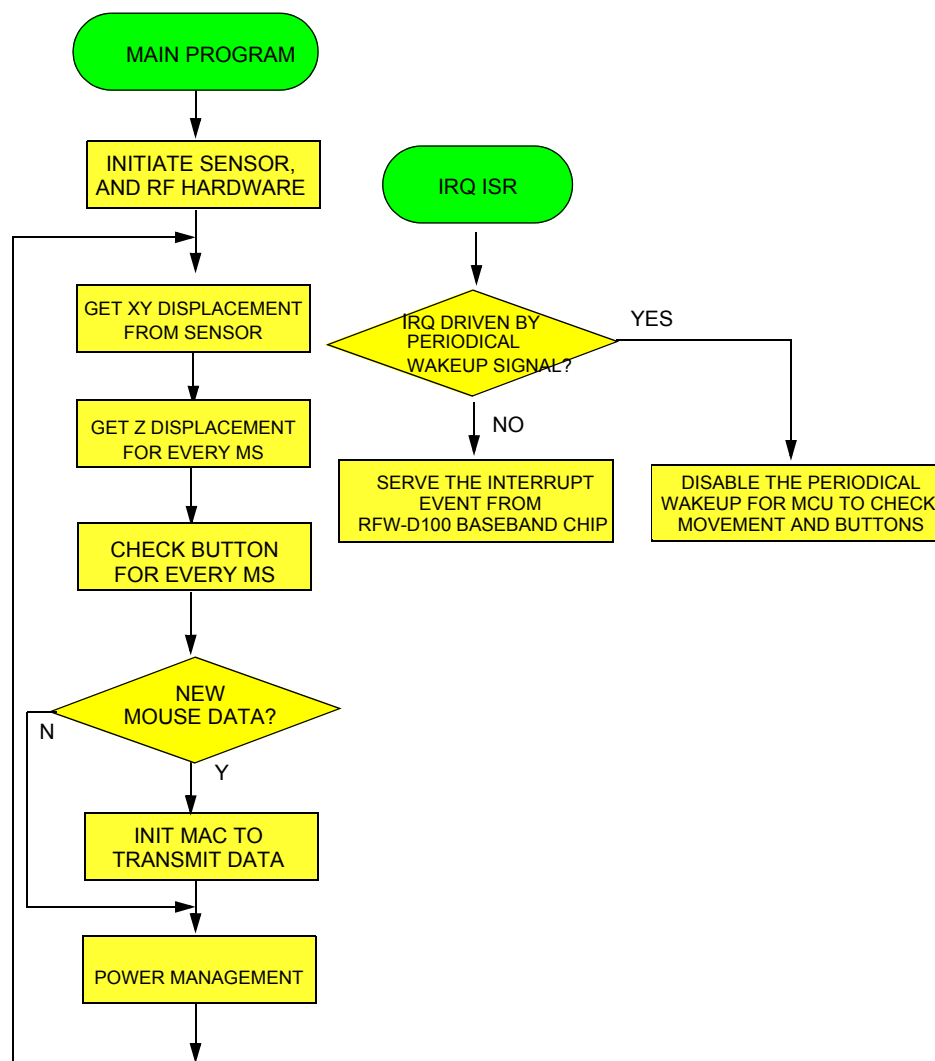 MAIN PROGRAM
INITIATE SENSOR,
AND RF HARDWARE
GET XY DISPLACEMENT
FROM SENSOR
GET Z DISPLACEMENT
FOR EVERY MS
CHECK BUTTON
FOR EVERY MS
NEW
MOUSE DATA?
N
Y
INIT MAC TO
TRANSMIT DATA
POWER MANAGEMENT
IRQ ISR
IRQ DRIVEN BY
PERIODICAL
WAKEUP SIGNAL?
YES
NO
SERVE THE INTERRUPT
EVENT FROM
RFW-D100 BASEBAND CHIP
DISABLE THE PERIODICAL
WAKEUP FOR MCU TO CHECK
MOVEMENT AND BUTTONS